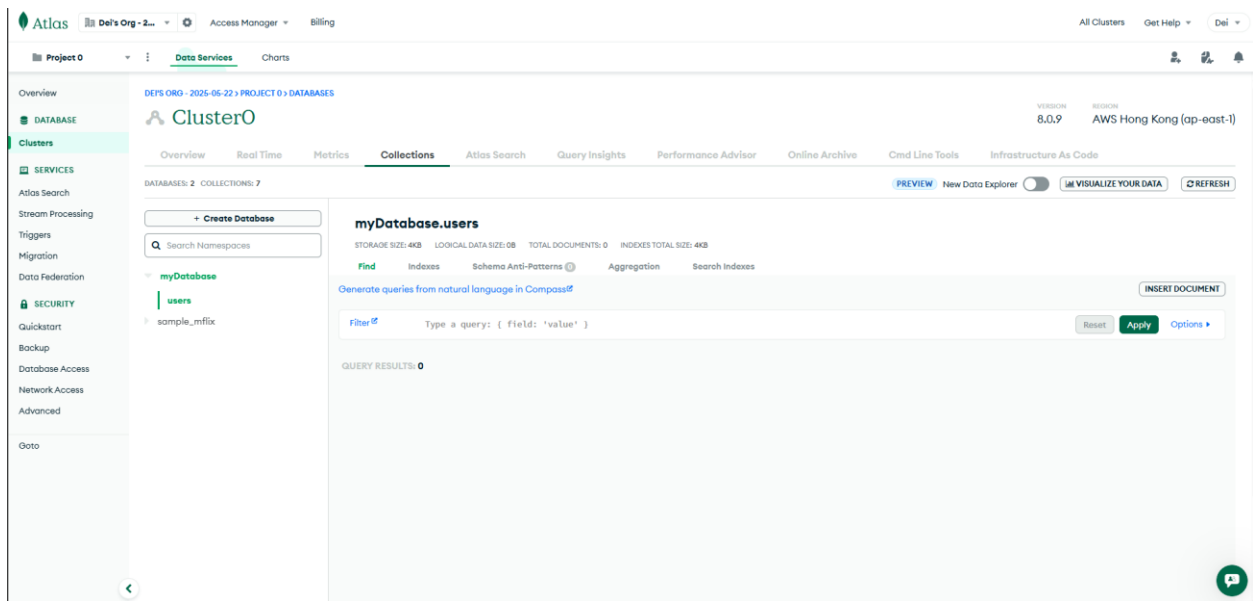 Atlas Dei's Org - 2... Access Manager Billing All Clusters Get Help Dei
Project 0 Data Services Charts
Overview
DATABASE
Clusters
SERVICES
Atlas Search
Stream Processing
Triggers
Migration
Data Federation
SECURITY
Quickstart
Backup
Database Access
Network Access
Advanced
Goto
DEI'S ORG - 2025-05-22 > PROJECT 0 > DATABASES
Cluster0
VERSION REGION
8.0.9 AWS Hong Kong (ap-east-1)
Overview Real Time Metrics Collections Atlas Search Query Insights Performance Advisor Online Archive Cmd Line Tools Infrastructure As Code
DATABASES: 2 COLLECTIONS: 7
PREVIEW New Data Explorer VISUALIZE YOUR DATA REFRESH
+ Create Database
Search Namespaces
myDatabase
users
sample_mflix
myDatabase.users
STORAGE SIZE: 4KB LOGICAL DATA SIZE: 0B TOTAL DOCUMENTS: 0 INDEXES TOTAL SIZE: 4KB
Find Indexes Schema Anti-Patterns 0 Aggregation Search Indexes
Generate queries from natural language in Compass
INSERT DOCUMENT
Filter Type a query: { field: 'value' } Reset Apply Options
QUERY RESULTS: 0